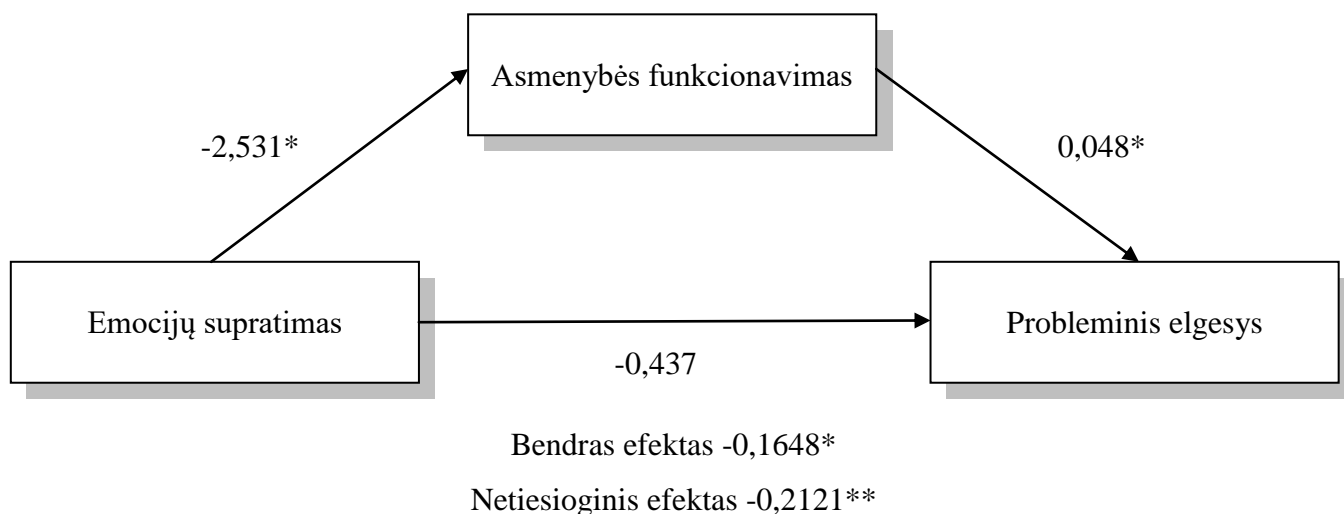 Asmenybės funkcionavimas
-2,531*
0,048*
Emocijų supratimas
Probleminis elgesys
-0,437
Bendras efektas -0,1648*
Netiesioginis efektas -0,2121**